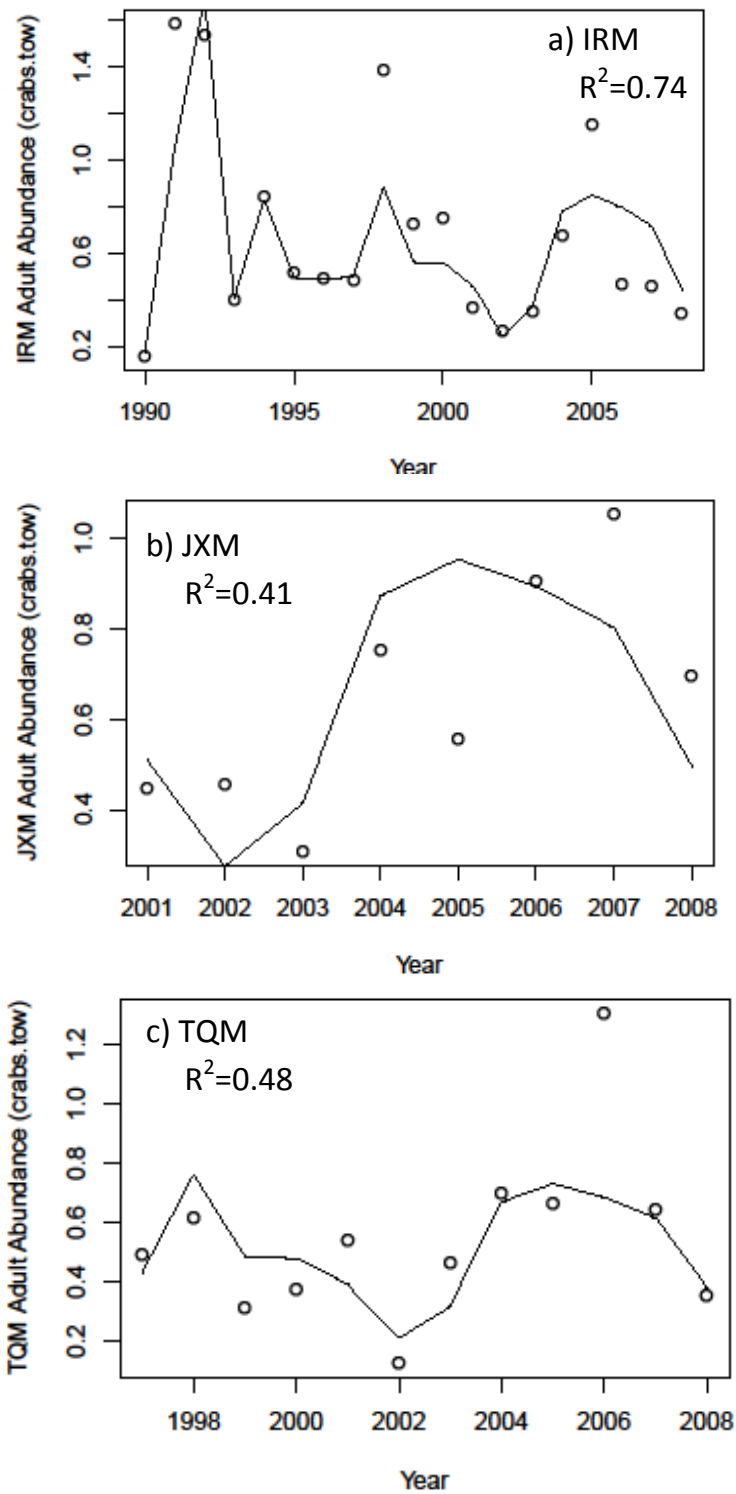 a) IRM
R²=0.74
IRM Adult Abundance (crabs.tow)
1.4
1.0
0.6
0.2
1990 1995 2000 2005
Year
b) JXM
R²=0.41
JXM Adult Abundance (crabs.tow)
1.0
0.8
0.6
0.4
2001 2002 2003 2004 2005 2006 2007 2008
Year
c) TQM
R²=0.48
TQM Adult Abundance (crabs.tow)
1.2
1.0
0.8
0.6
0.4
0.2
1998 2000 2002 2004 2006 2008
Year